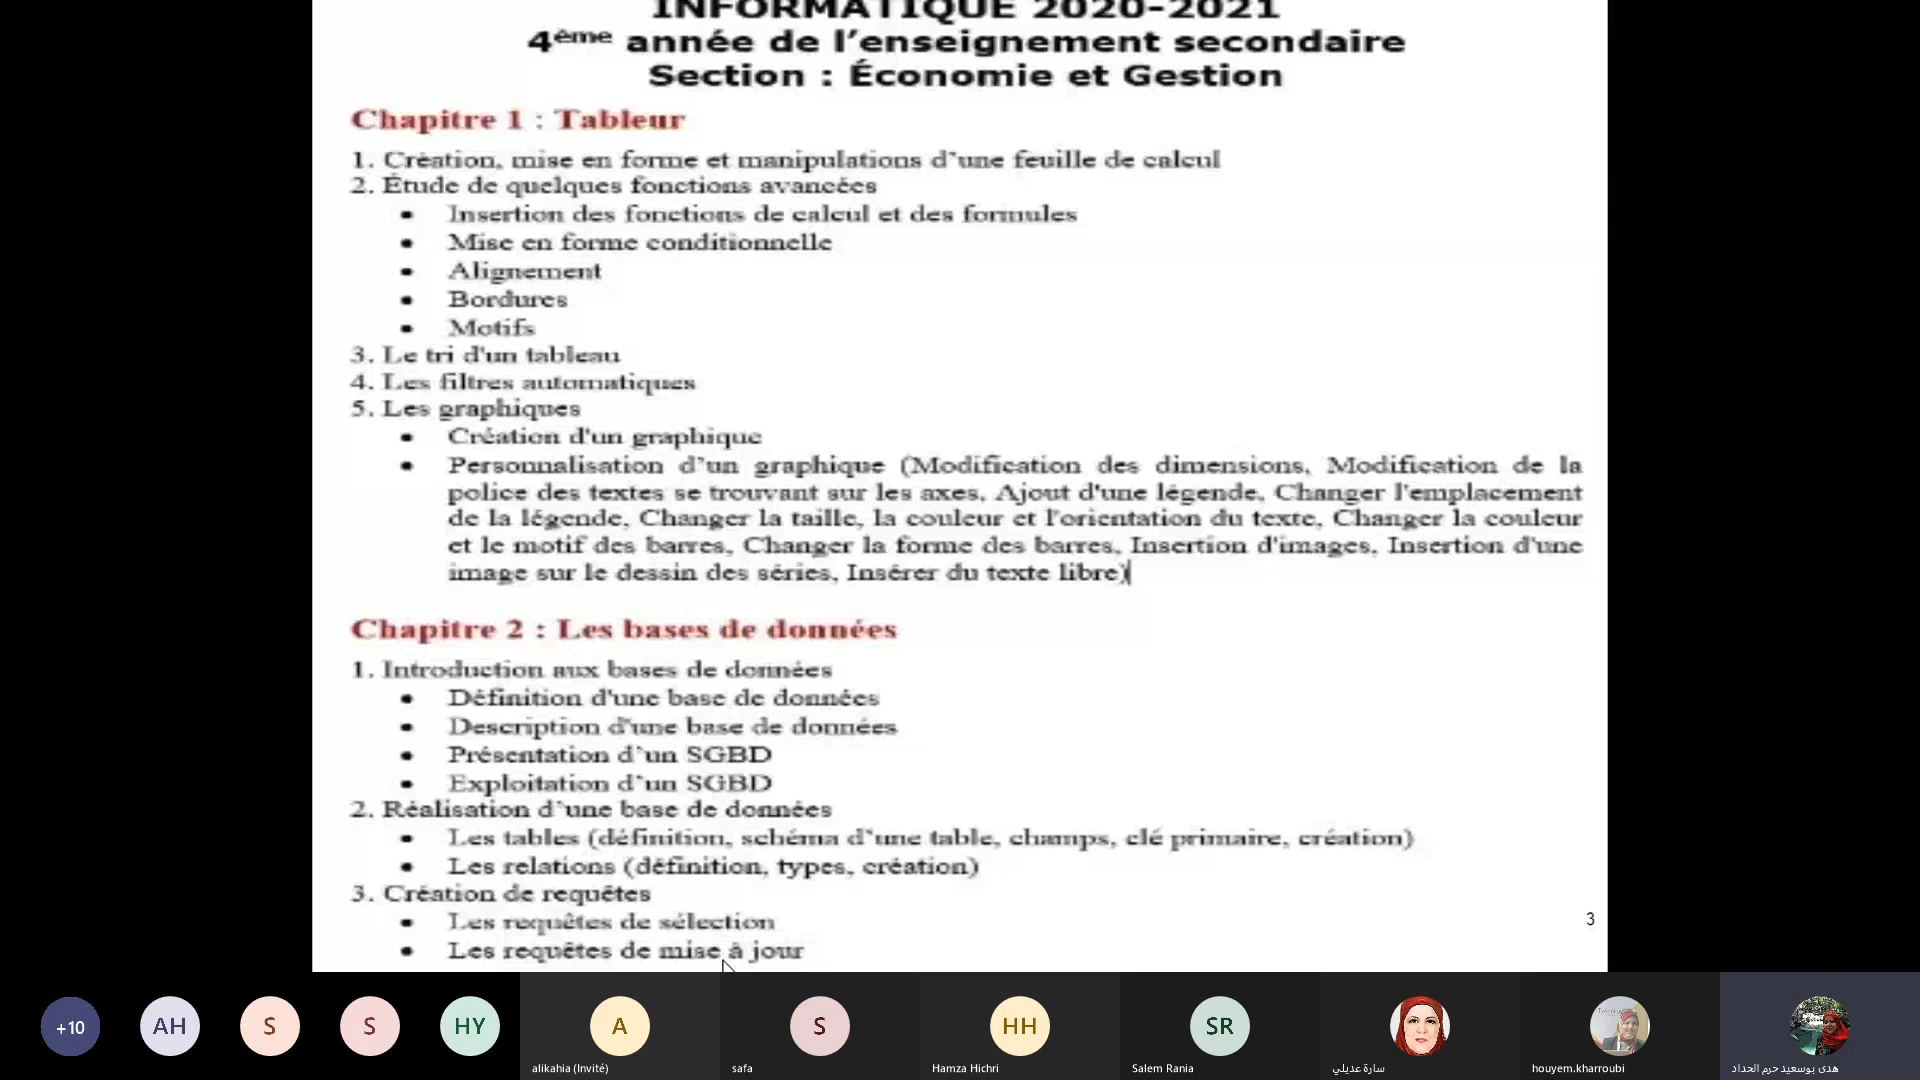 INFORMATIQUE 2020-2021
4ème année de l'enseignement secondaire
Section : Économie et Gestion
Chapitre 1 : Tableur
1. Création, mise en forme et manipulations d'une feuille de calcul
2. Étude de quelques fonctions avancées
• Insertion des fonctions de calcul et des formules
• Mise en forme conditionnelle
• Alignement
• Bordures
• Motifs
3. Le tri d'un tableau
4. Les filtres automatiques
5. Les graphiques
• Création d'un graphique
• Personnalisation d'un graphique (Modification des dimensions, Modification de la
police des textes se trouvant sur les axes, Ajout d'une légende, Changer l'emplacement
de la légende, Changer la taille, la couleur et l'orientation du texte, Changer la couleur
et le motif des barres, Changer la forme des barres, Insertion d'images, Insertion d'une
image sur le dessin des séries, Insérer du texte libre)
Chapitre 2 : Les bases de données
1. Introduction aux bases de données
• Définition d'une base de données
• Description d'une base de données
• Présentation d'un SGBD
• Exploitation d'un SGBD
2. Réalisation d'une base de données
• Les tables (définition, schéma d'une table, champs, clé primaire, création)
• Les relations (définition, types, création)
3. Création de requêtes
• Les requêtes de sélection
• Les requêtes de mise à jour
3
+10 AH S S HY A S HH SR
alikahia (Invité) safa Hamza Hichri Salem Rania سارة عديلي houyem.kharroubi هدى بوسعيد حرم الحداد